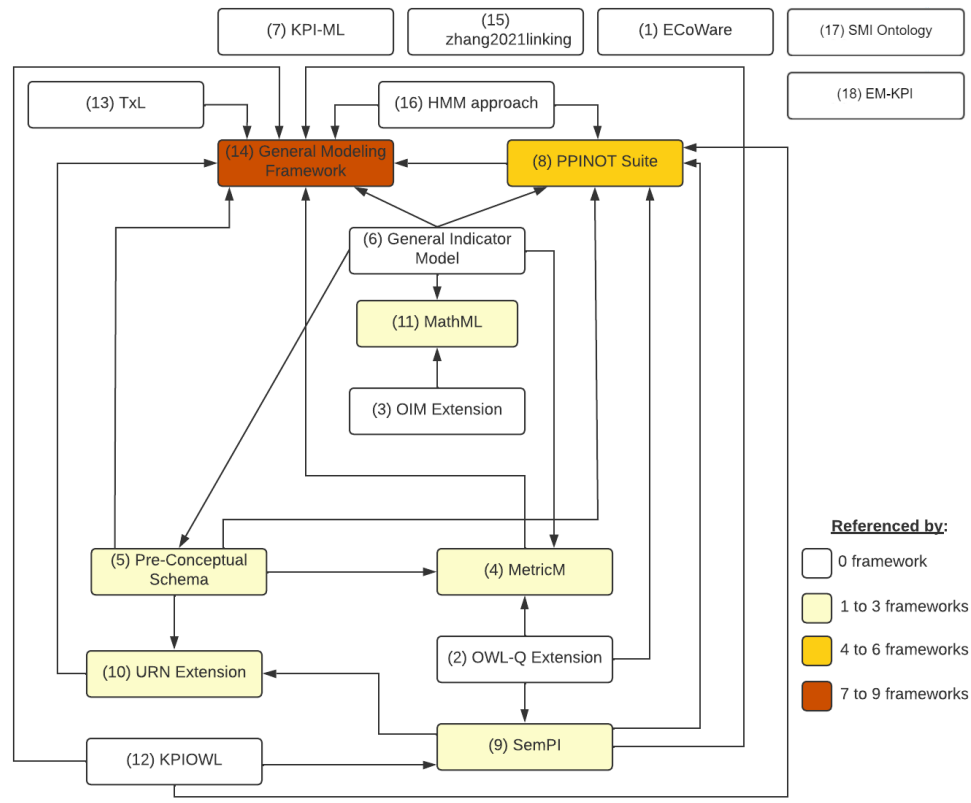 (7) KPI-ML
(15)
zhang2021linking
(1) ECoWare
(17) SMI Ontology
(18) EM-KPI
(13) TxL
(16) HMM approach
(14) General Modeling
Framework
(8) PPINOT Suite
(6) General Indicator
Model
(11) MathML
(3) OIM Extension
Referenced by:
0 framework
1 to 3 frameworks
4 to 6 frameworks
7 to 9 frameworks
(5) Pre-Conceptual
Schema
(4) MetricM
(10) URN Extension
(2) OWL-Q Extension
(9) SemPI
(12) KPIOWL